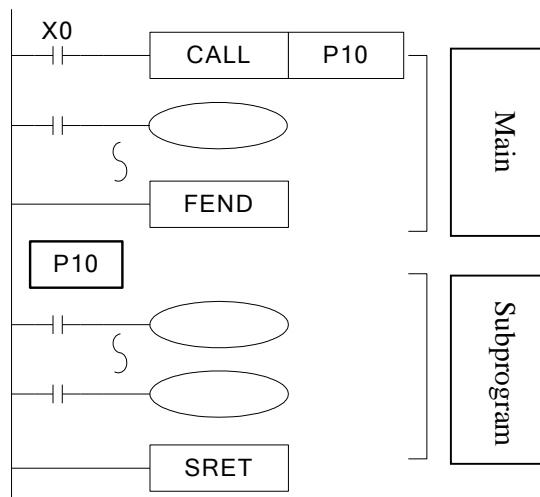 X0
CALL P10
Main
FEND
P10
Subprogram
SRET